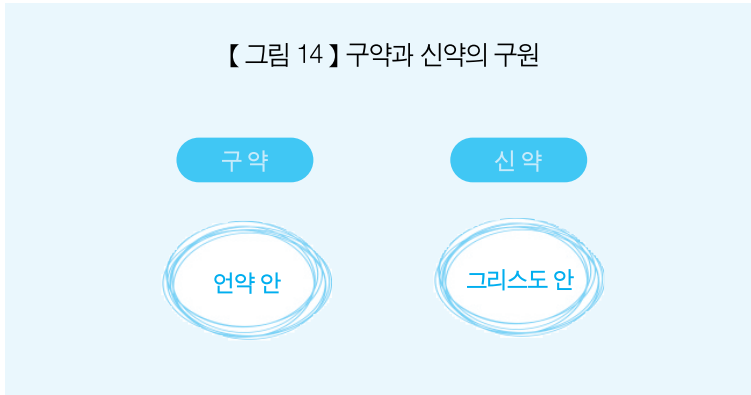 【 그림 14 】 구약과 신약의 구원
구 약
신 약
언약 안
그리스도 안